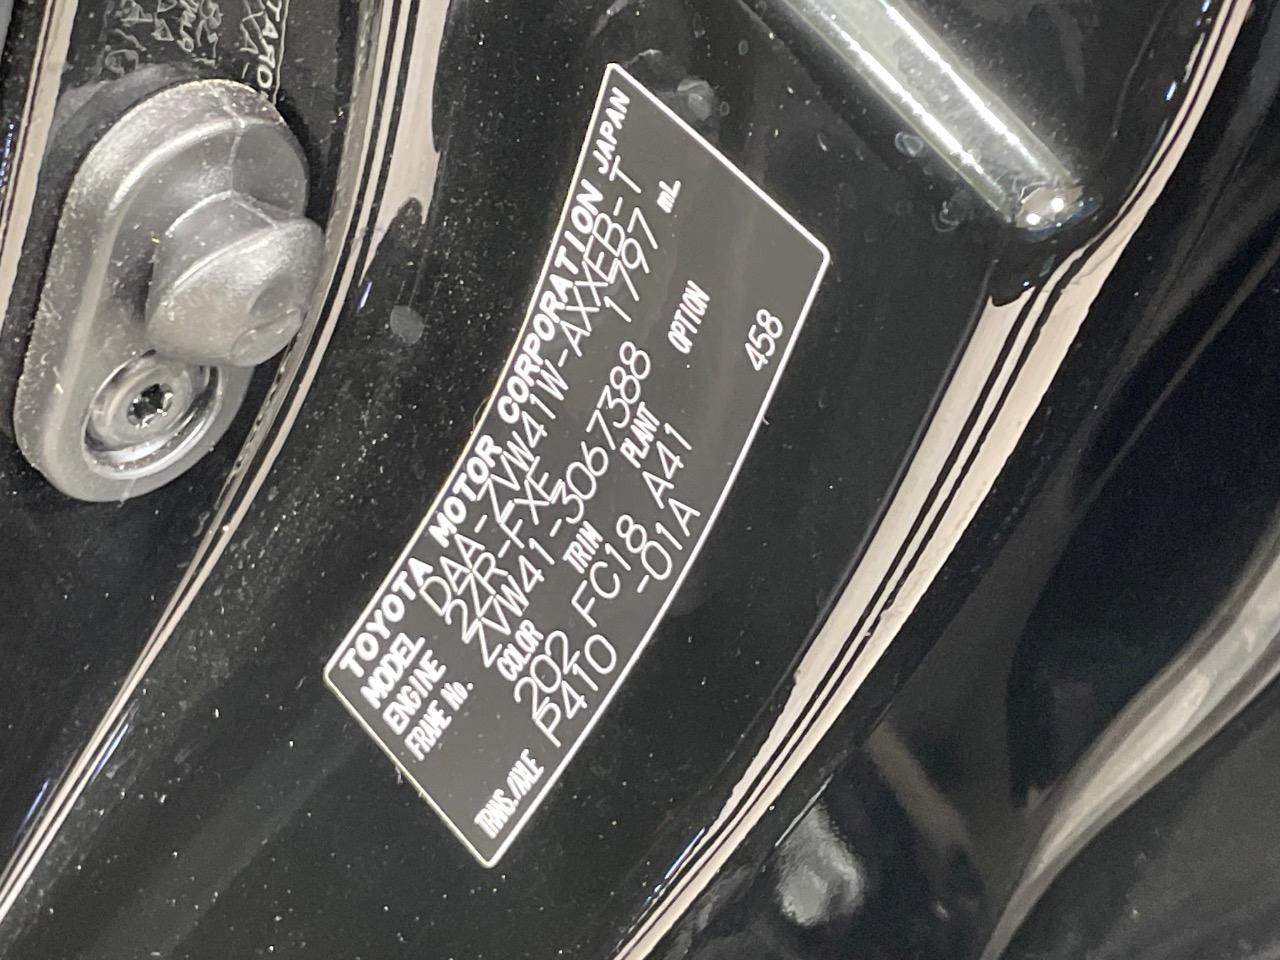 TOYOTA MOTOR CORPORATION JAPAN
MODEL DAA-ZVW41W-AXXEB-T
ENGINE 2ZR-FXE 1797 mL
FRAME No. ZVW41-3067388
COLOR TRIM PLANT OPTION
202 FC18 A41 458
TRANS./AXLE P410 -01A